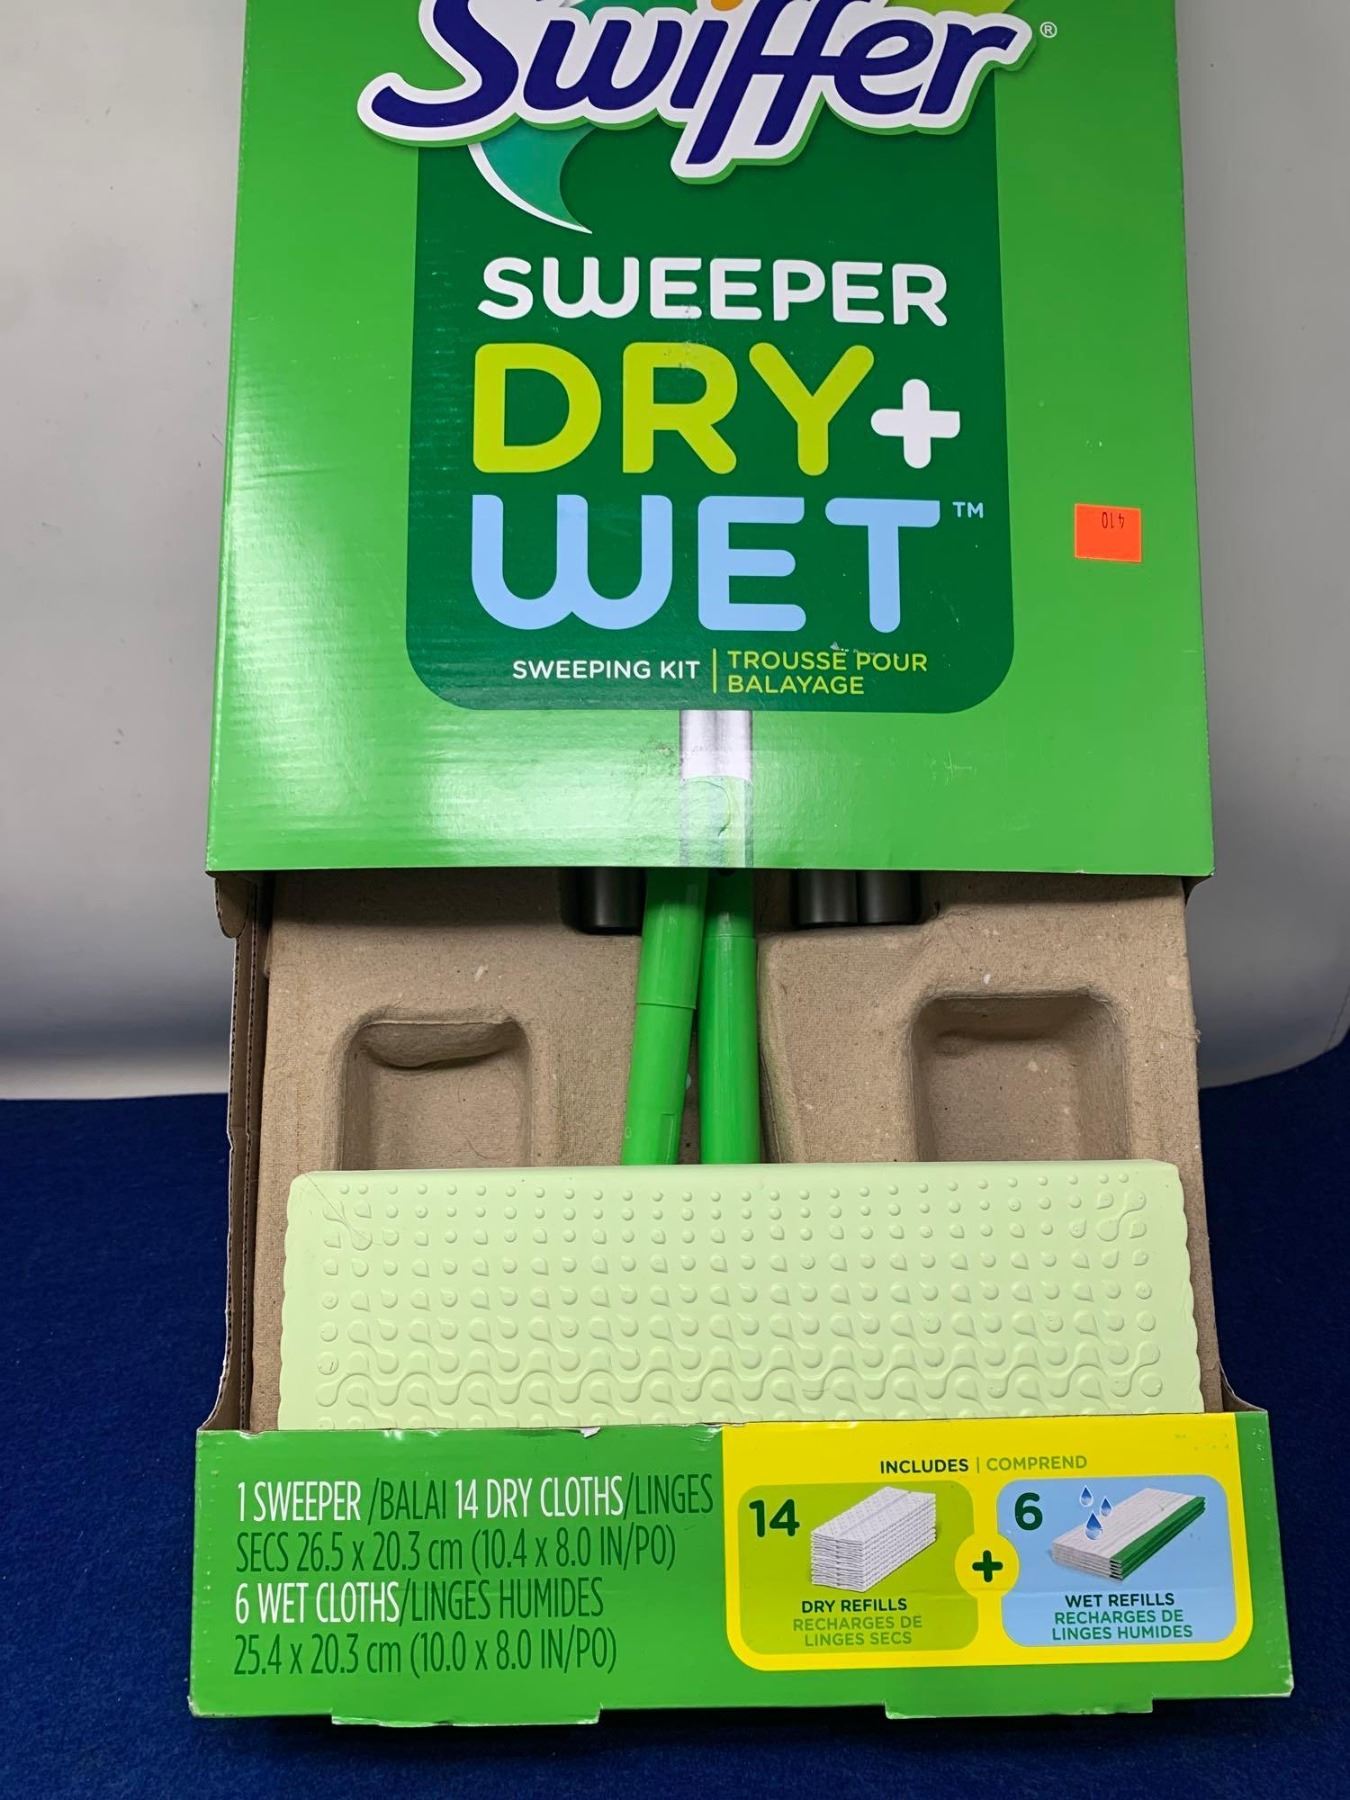 Swiffer®
SWEEPER
DRY+
WET™
SWEEPING KIT | TROUSSE POUR
BALAYAGE
410
1 SWEEPER /BALAI 14 DRY CLOTHS/LINGES
SECS 26.5 x 20.3 cm (10.4 x 8.0 IN/PO)
6 WET CLOTHS/LINGES HUMIDES
25.4 x 20.3 cm (10.0 x 8.0 IN/PO)
INCLUDES | COMPREND
14
DRY REFILLS
RECHARGES DE
LINGES SECS
+
6
WET REFILLS
RECHARGES DE
LINGES HUMIDES